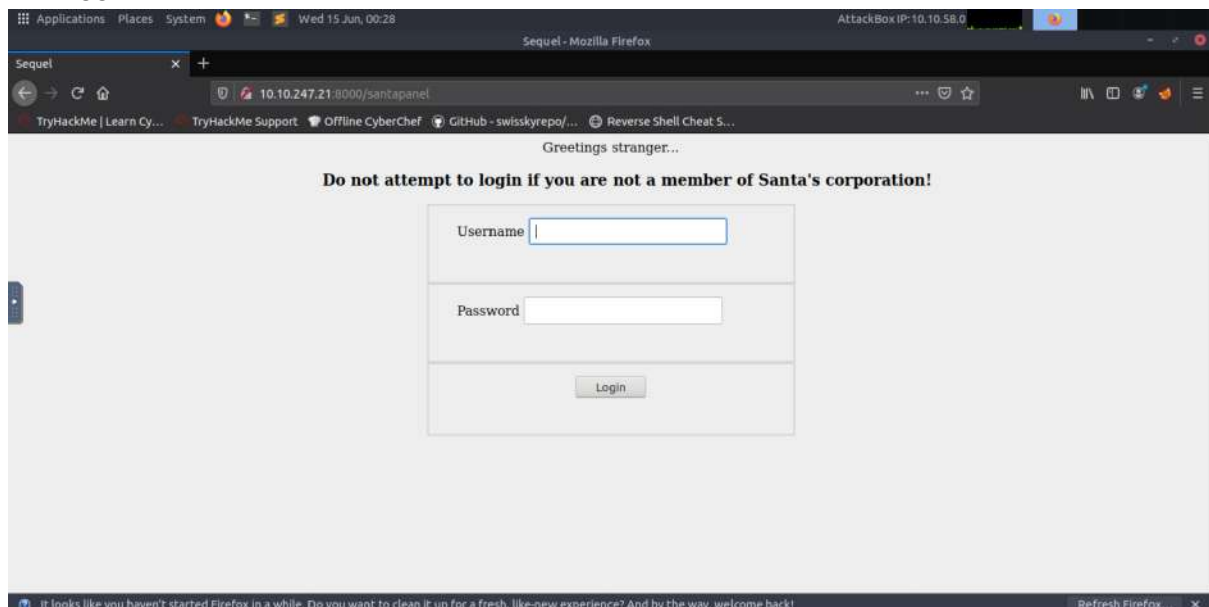 Applications Places System Wed 15 Jun, 00:28 AttackBox IP:10.10.58.0
Sequel - Mozilla Firefox
Sequel
10.10.247.21:8000/santapanel
TryHackMe | Learn Cy... TryHackMe Support Offline CyberChef GitHub - swisskyrepo/... Reverse Shell Cheat S...
Greetings stranger...
Do not attempt to login if you are not a member of Santa's corporation!
Username
Password
Login
It looks like you haven't started Firefox in a while. Do you want to clean it up for a fresh, like-new experience? And by the way, welcome back! Refresh Firefox